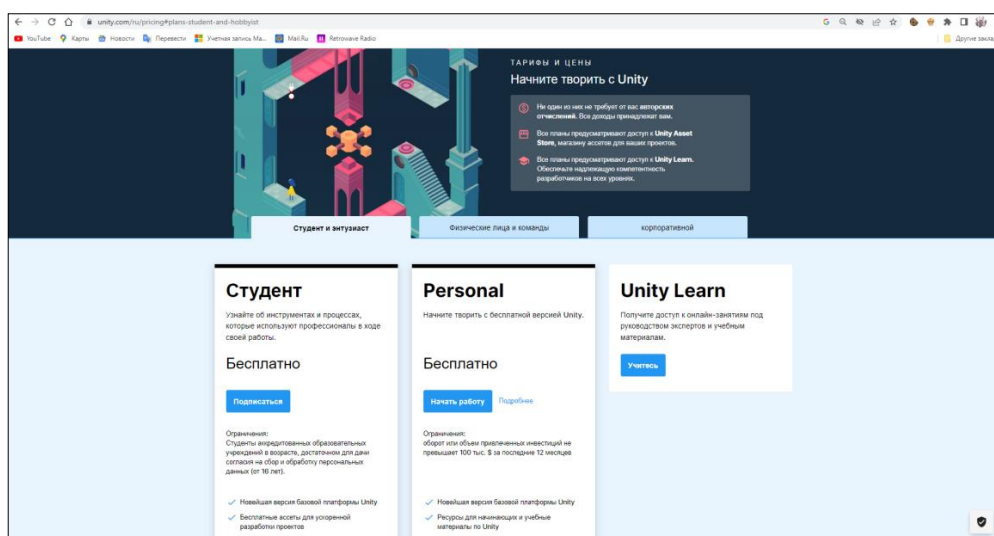 unity.com/ru/pricing#plans-student-and-hobbyist
YouTube Карты Новости Перевести Учетная запись Ma... Mail.Ru Retrowave Radio
Другие закла
ТАРИФЫ И ЦЕНЫ
Начните творить с Unity
Ни один из них не требует от вас авторских
отчислений. Все доходы принадлежат вам.
Все планы предусматривают доступ к Unity Asset
Store, магазину ассетов для ваших проектов.
Все планы предусматривают доступ к Unity Learn.
Обеспечьте надлежащую компетентность
разработчиков на всех уровнях.
Студент и энтузиаст
Физические лица и команды
корпоративной
Студент
Узнайте об инструментах и процессах,
которые используют профессионалы в ходе
своей работы.
Бесплатно
Подписаться
Ограничения:
Студенты аккредитованных образовательных
учреждений в возрасте, достаточном для дачи
согласия на сбор и обработку персональных
данных (от 16 лет).
Новейшая версия базовой платформы Unity
Бесплатные ассеты для ускоренной
разработки проектов
Personal
Начните творить с бесплатной версией Unity.
Бесплатно
Начать работу Подробнее
Ограничения:
оборот или объем привлеченных инвестиций не
превышает 100 тыс. $ за последние 12 месяцев
Новейшая версия базовой платформы Unity
Ресурсы для начинающих и учебные
материалы по Unity
Unity Learn
Получите доступ к онлайн-занятиям под
руководством экспертов и учебным
материалам.
Учитесь